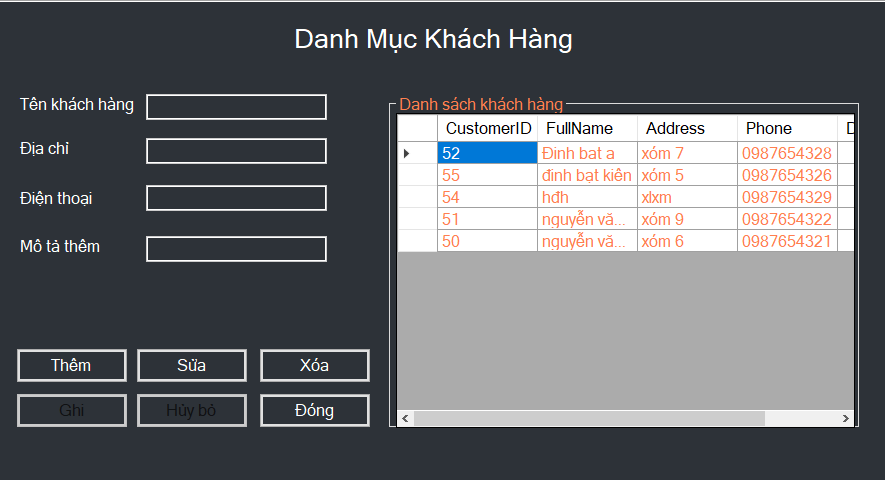 Danh Mục Khách Hàng
Tên khách hàng
Địa chỉ
Điện thoại
Mô tả thêm
Thêm Sửa Xóa
Ghi Hủy bỏ Đóng
Danh sách khách hàng
CustomerID FullName Address Phone D
52 Đinh bat a xóm 7 0987654328
55 đinh bạt kiên xóm 5 0987654326
54 hđh xlxm 0987654329
51 nguyễn vă... xóm 9 0987654322
50 nguyễn vă... xóm 6 0987654321